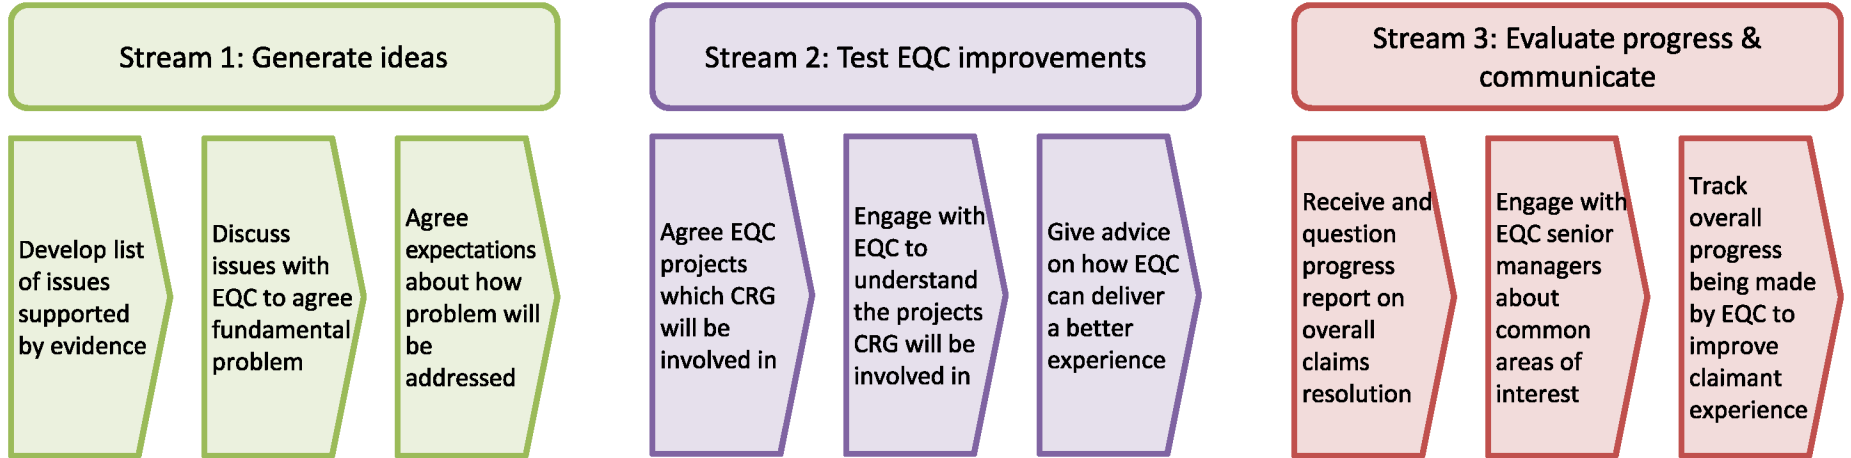 Stream 1: Generate ideas
Develop list
of issues
supported
by evidence
Discuss
issues with
EQC to agree
fundamental
problem
Agree
expectations
about how
problem will
be
addressed
Stream 2: Test EQC improvements
Agree EQC
projects
which CRG
will be
involved in
Engage with
EQC to
understand
the projects
CRG will be
involved in
Give advice
on how EQC
can deliver
a better
experience
Stream 3: Evaluate progress &
communicate
Receive and
question
progress
report on
overall
claims
resolution
Engage with
EQC senior
managers
about
common
areas of
interest
Track
overall
progress
being made
by EQC to
improve
claimant
experience